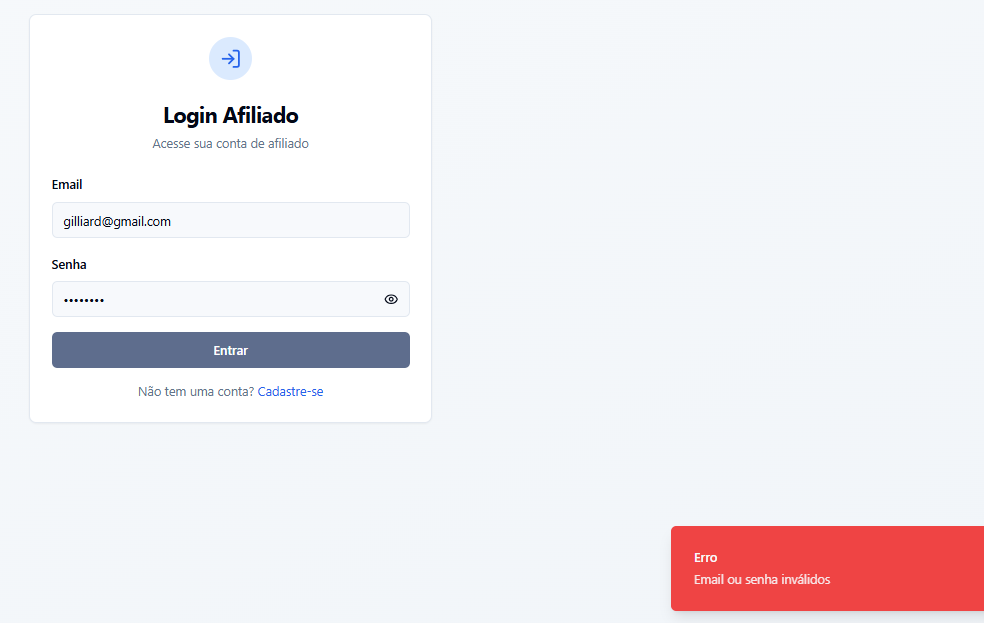 Login Afiliado
Acesse sua conta de afiliado
Email
gilliard@gmail.com
Senha
••••••••
Entrar
Não tem uma conta? Cadastre-se
Erro
Email ou senha inválidos